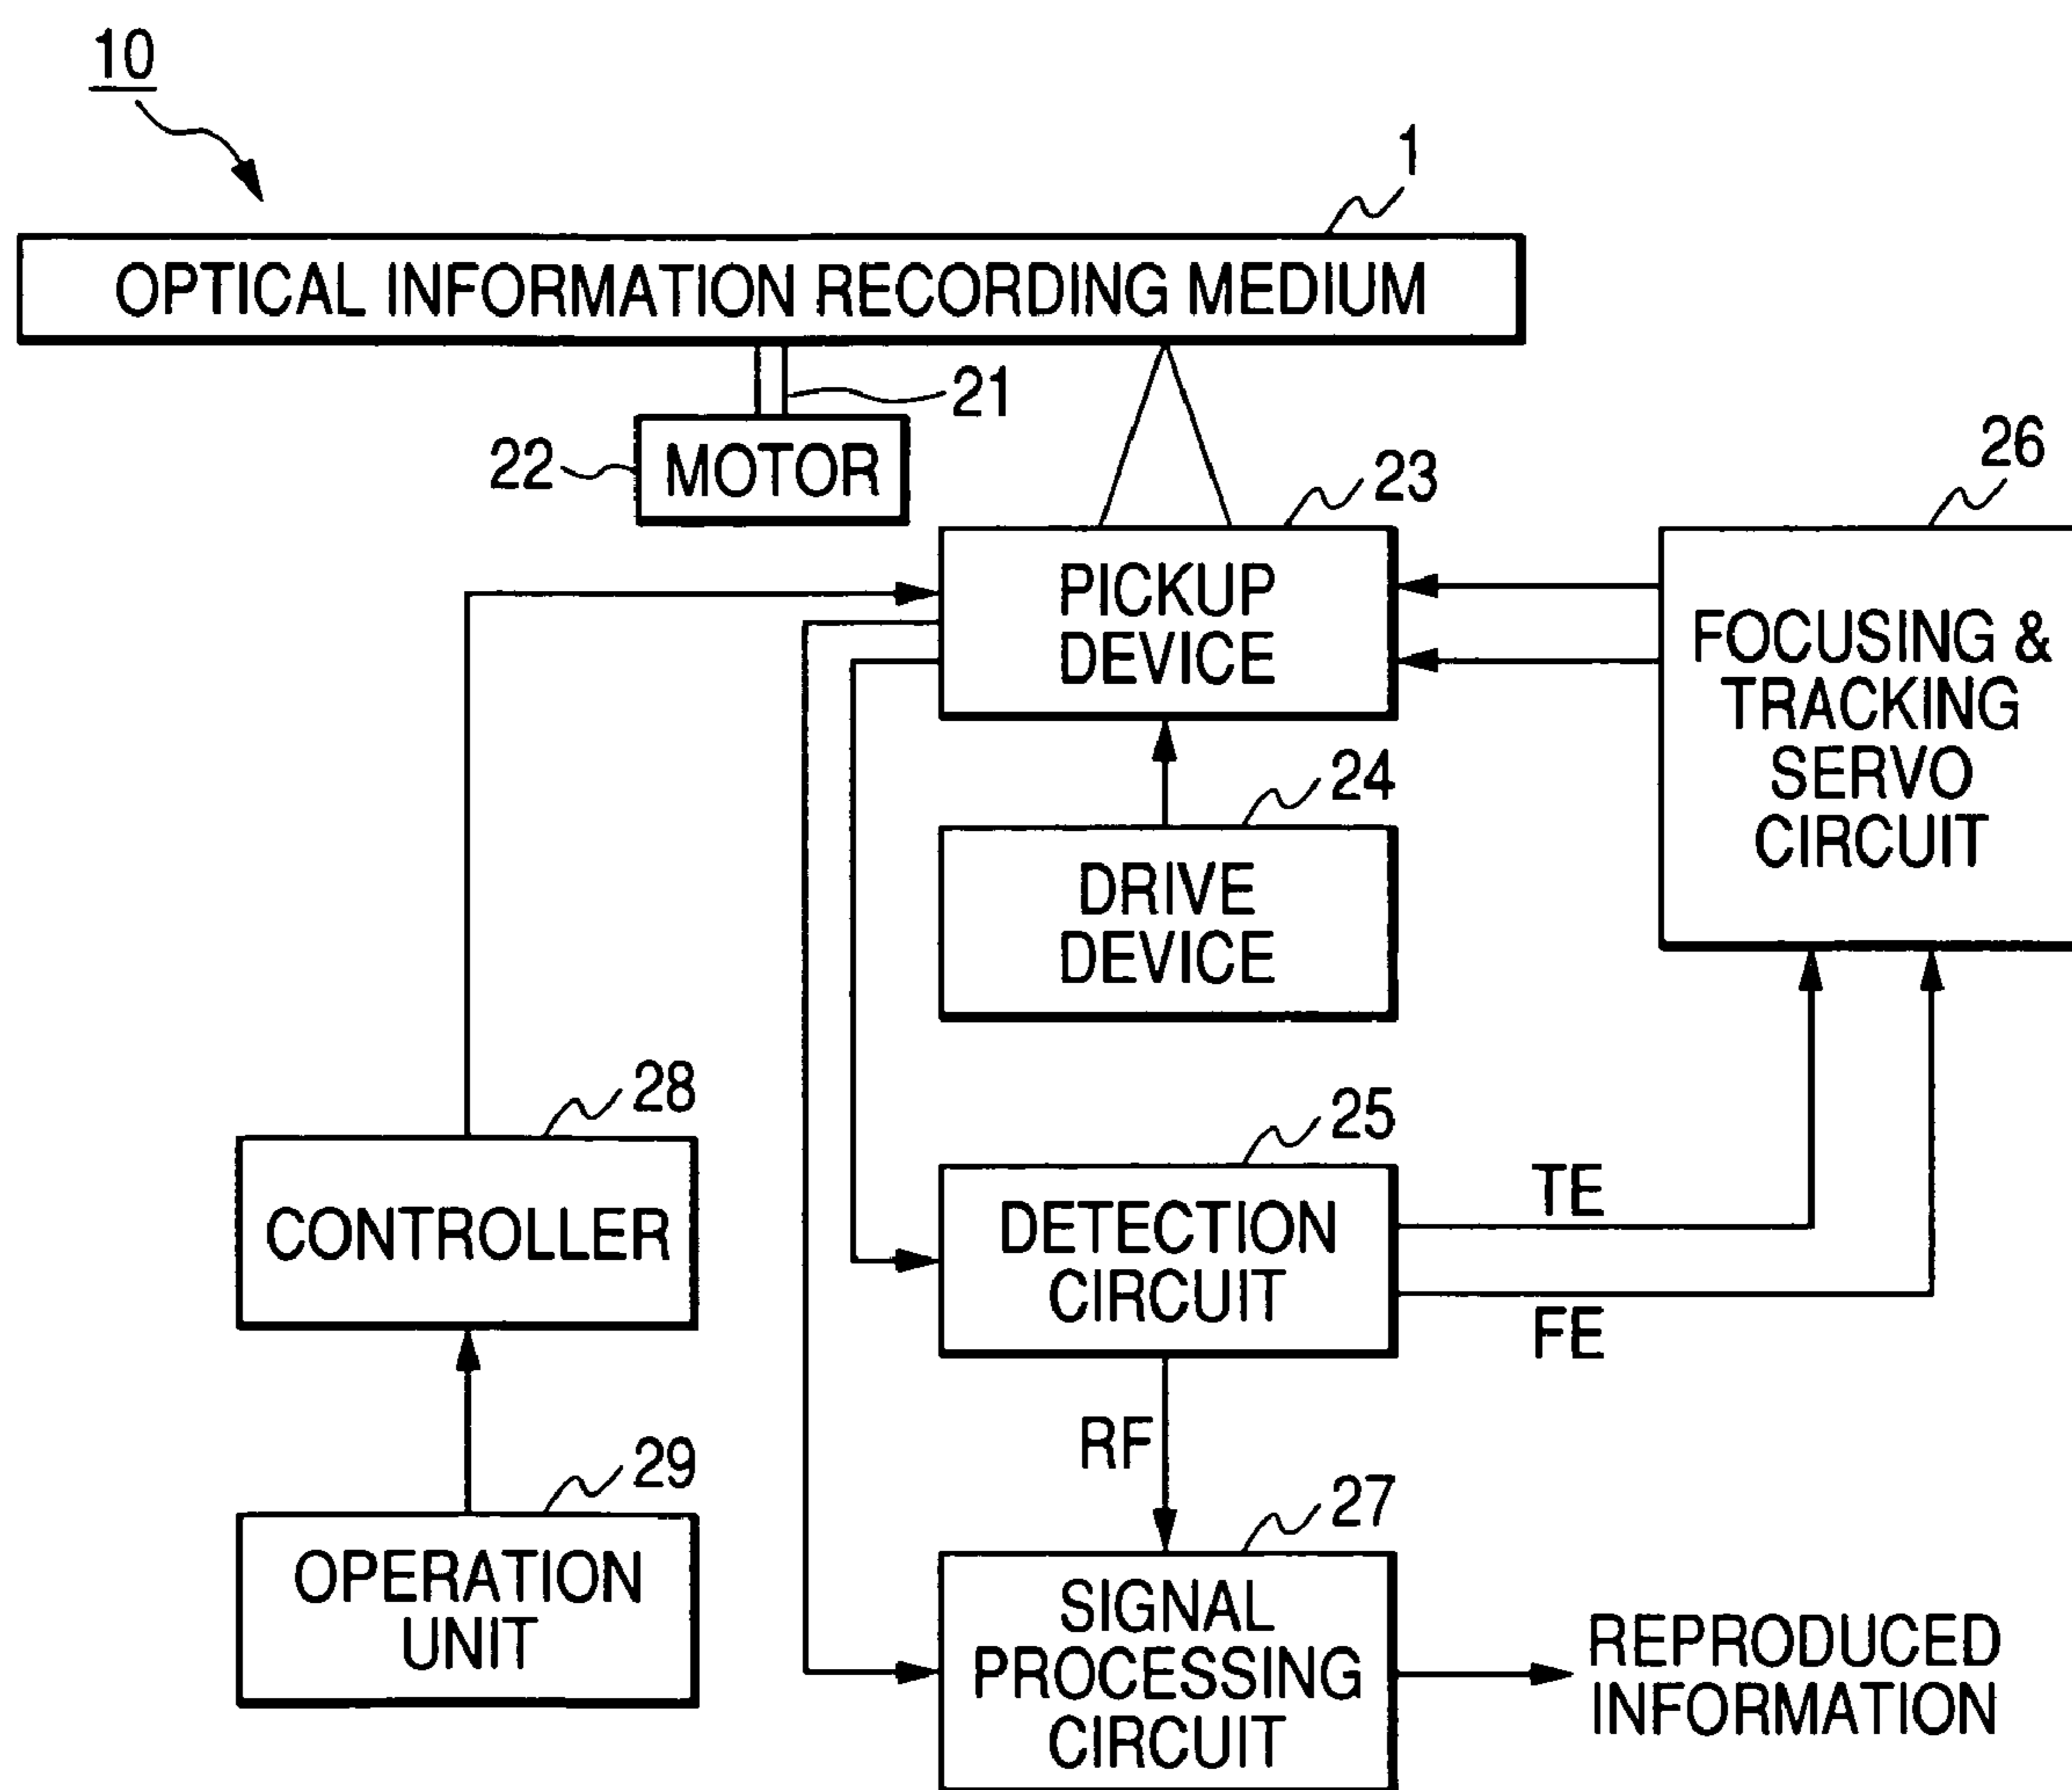 10
1
OPTICAL INFORMATION RECORDING MEDIUM
21
22
MOTOR
23
26
PICKUP
DEVICE
FOCUSING &
TRACKING
SERVO
CIRCUIT
24
DRIVE
DEVICE
28
25
CONTROLLER
DETECTION
CIRCUIT
TE
FE
RF
29
27
OPERATION
UNIT
SIGNAL
PROCESSING
CIRCUIT
REPRODUCED
INFORMATION